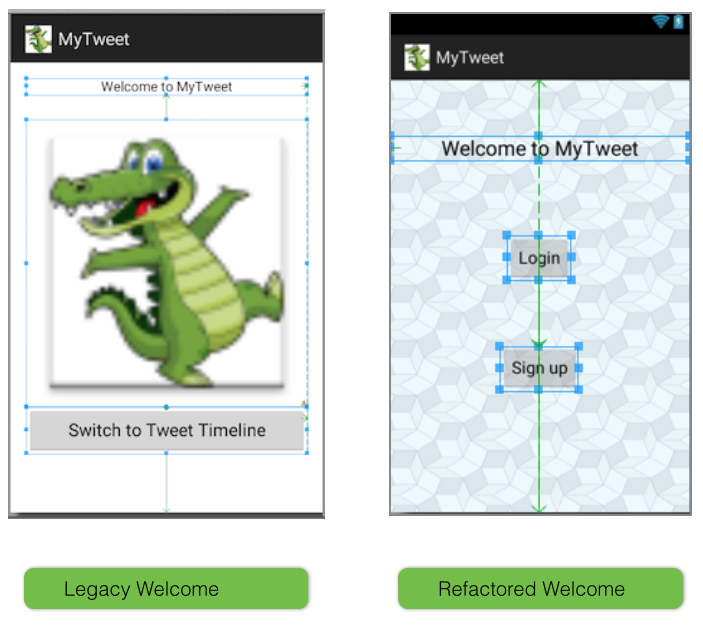 MyTweet
Welcome to MyTweet
Switch to Tweet Timeline
Legacy Welcome
MyTweet
Welcome to MyTweet
Login
Sign up
Refactored Welcome